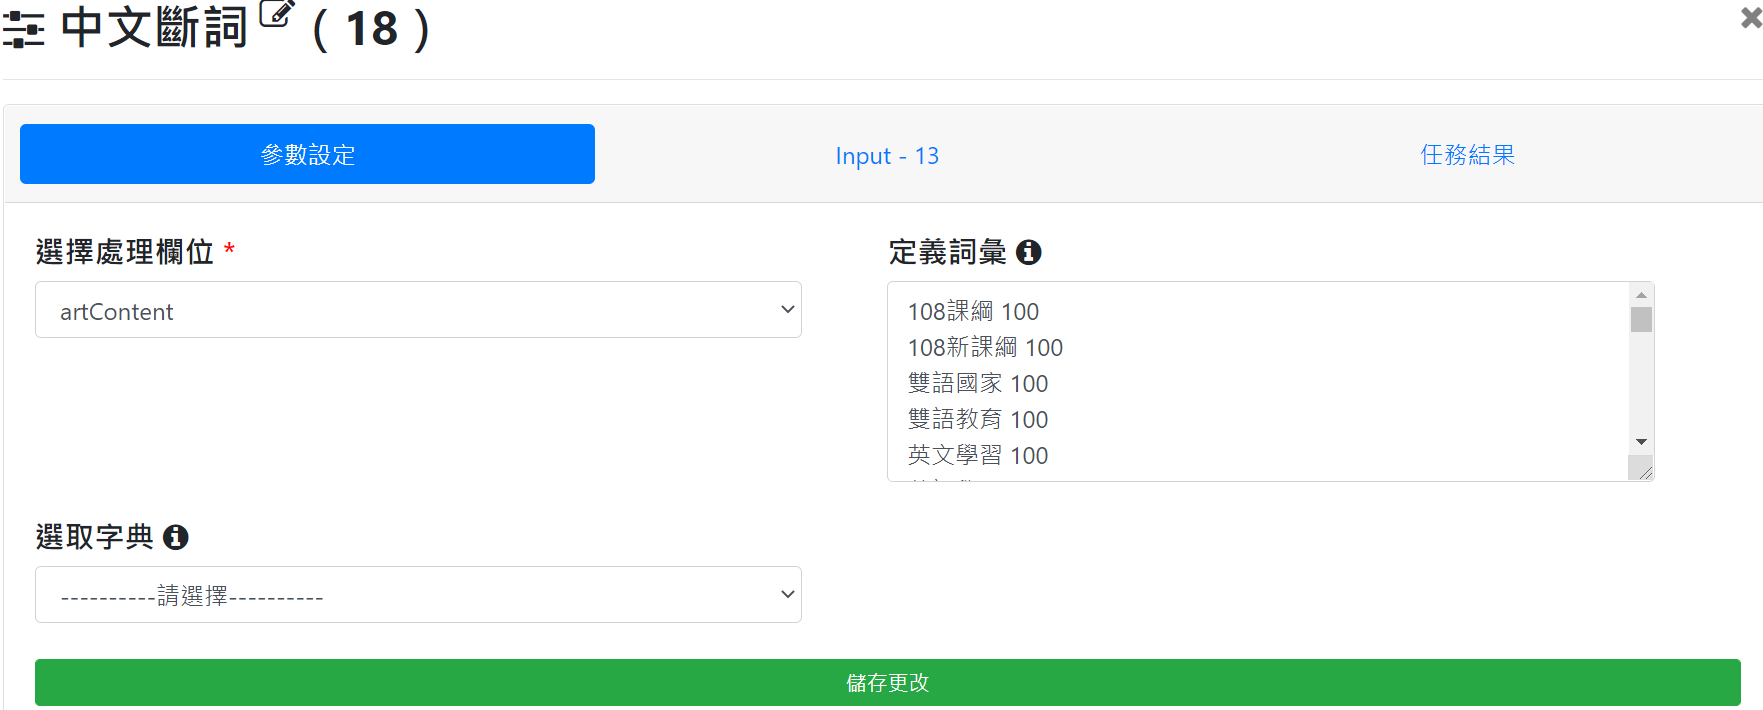 中文斷詞 ( 18 )
參數設定
Input - 13
任務結果
選擇處理欄位 *
artContent
定義詞彙
108課綱 100
108新課綱 100
雙語國家 100
雙語教育 100
英文學習 100
選取字典
----------請選擇----------
儲存更改